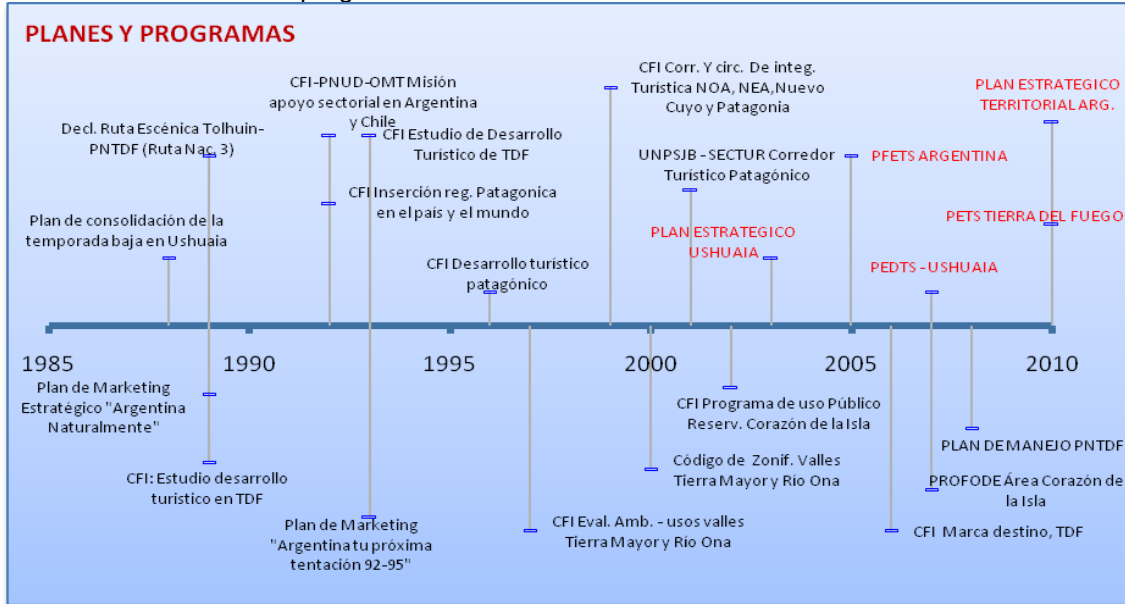 PLANES Y PROGRAMAS
CFI-PNUD-OMT Misión
apoyo sectorial en Argentina
y Chile
CFI Corr. Y circ. De integ.
Turística NOA, NEA,Nuevo
Cuyo y Patagonia
PLAN ESTRATEGICO
TERRITORIAL ARG.
Decl. Ruta Escénica Tolhuin-
PNTDF (Ruta Nac. 3)
CFI Estudio de Desarrollo
Turístico de TDF
UNPSJB - SECTUR Corredor
Turístico Patagónico
PFETS ARGENTINA
CFI Inserción reg. Patagonica
en el país y el mundo
Plan de consolidación de la
temporada baja en Ushuaia
PLAN ESTRATEGICO
USHUAIA
PETS TIERRA DEL FUEGO
CFI Desarrollo turístico
patagónico
PEDTS - USHUAIA
1985 1990 1995 2000 2005 2010
Plan de Marketing
Estratégico "Argentina
Naturalmente"
CFI Programa de uso Público
Reserv. Corazón de la Isla
PLAN DE MANEJO PNTDF
CFI: Estudio desarrollo
turistico en TDF
Código de Zonif. Valles
Tierra Mayor y Río Ona
PROFODE Área Corazón de
la Isla
Plan de Marketing
"Argentina tu próxima
tentación 92-95"
CFI Eval. Amb. - usos valles
Tierra Mayor y Río Ona
CFI Marca destino, TDF